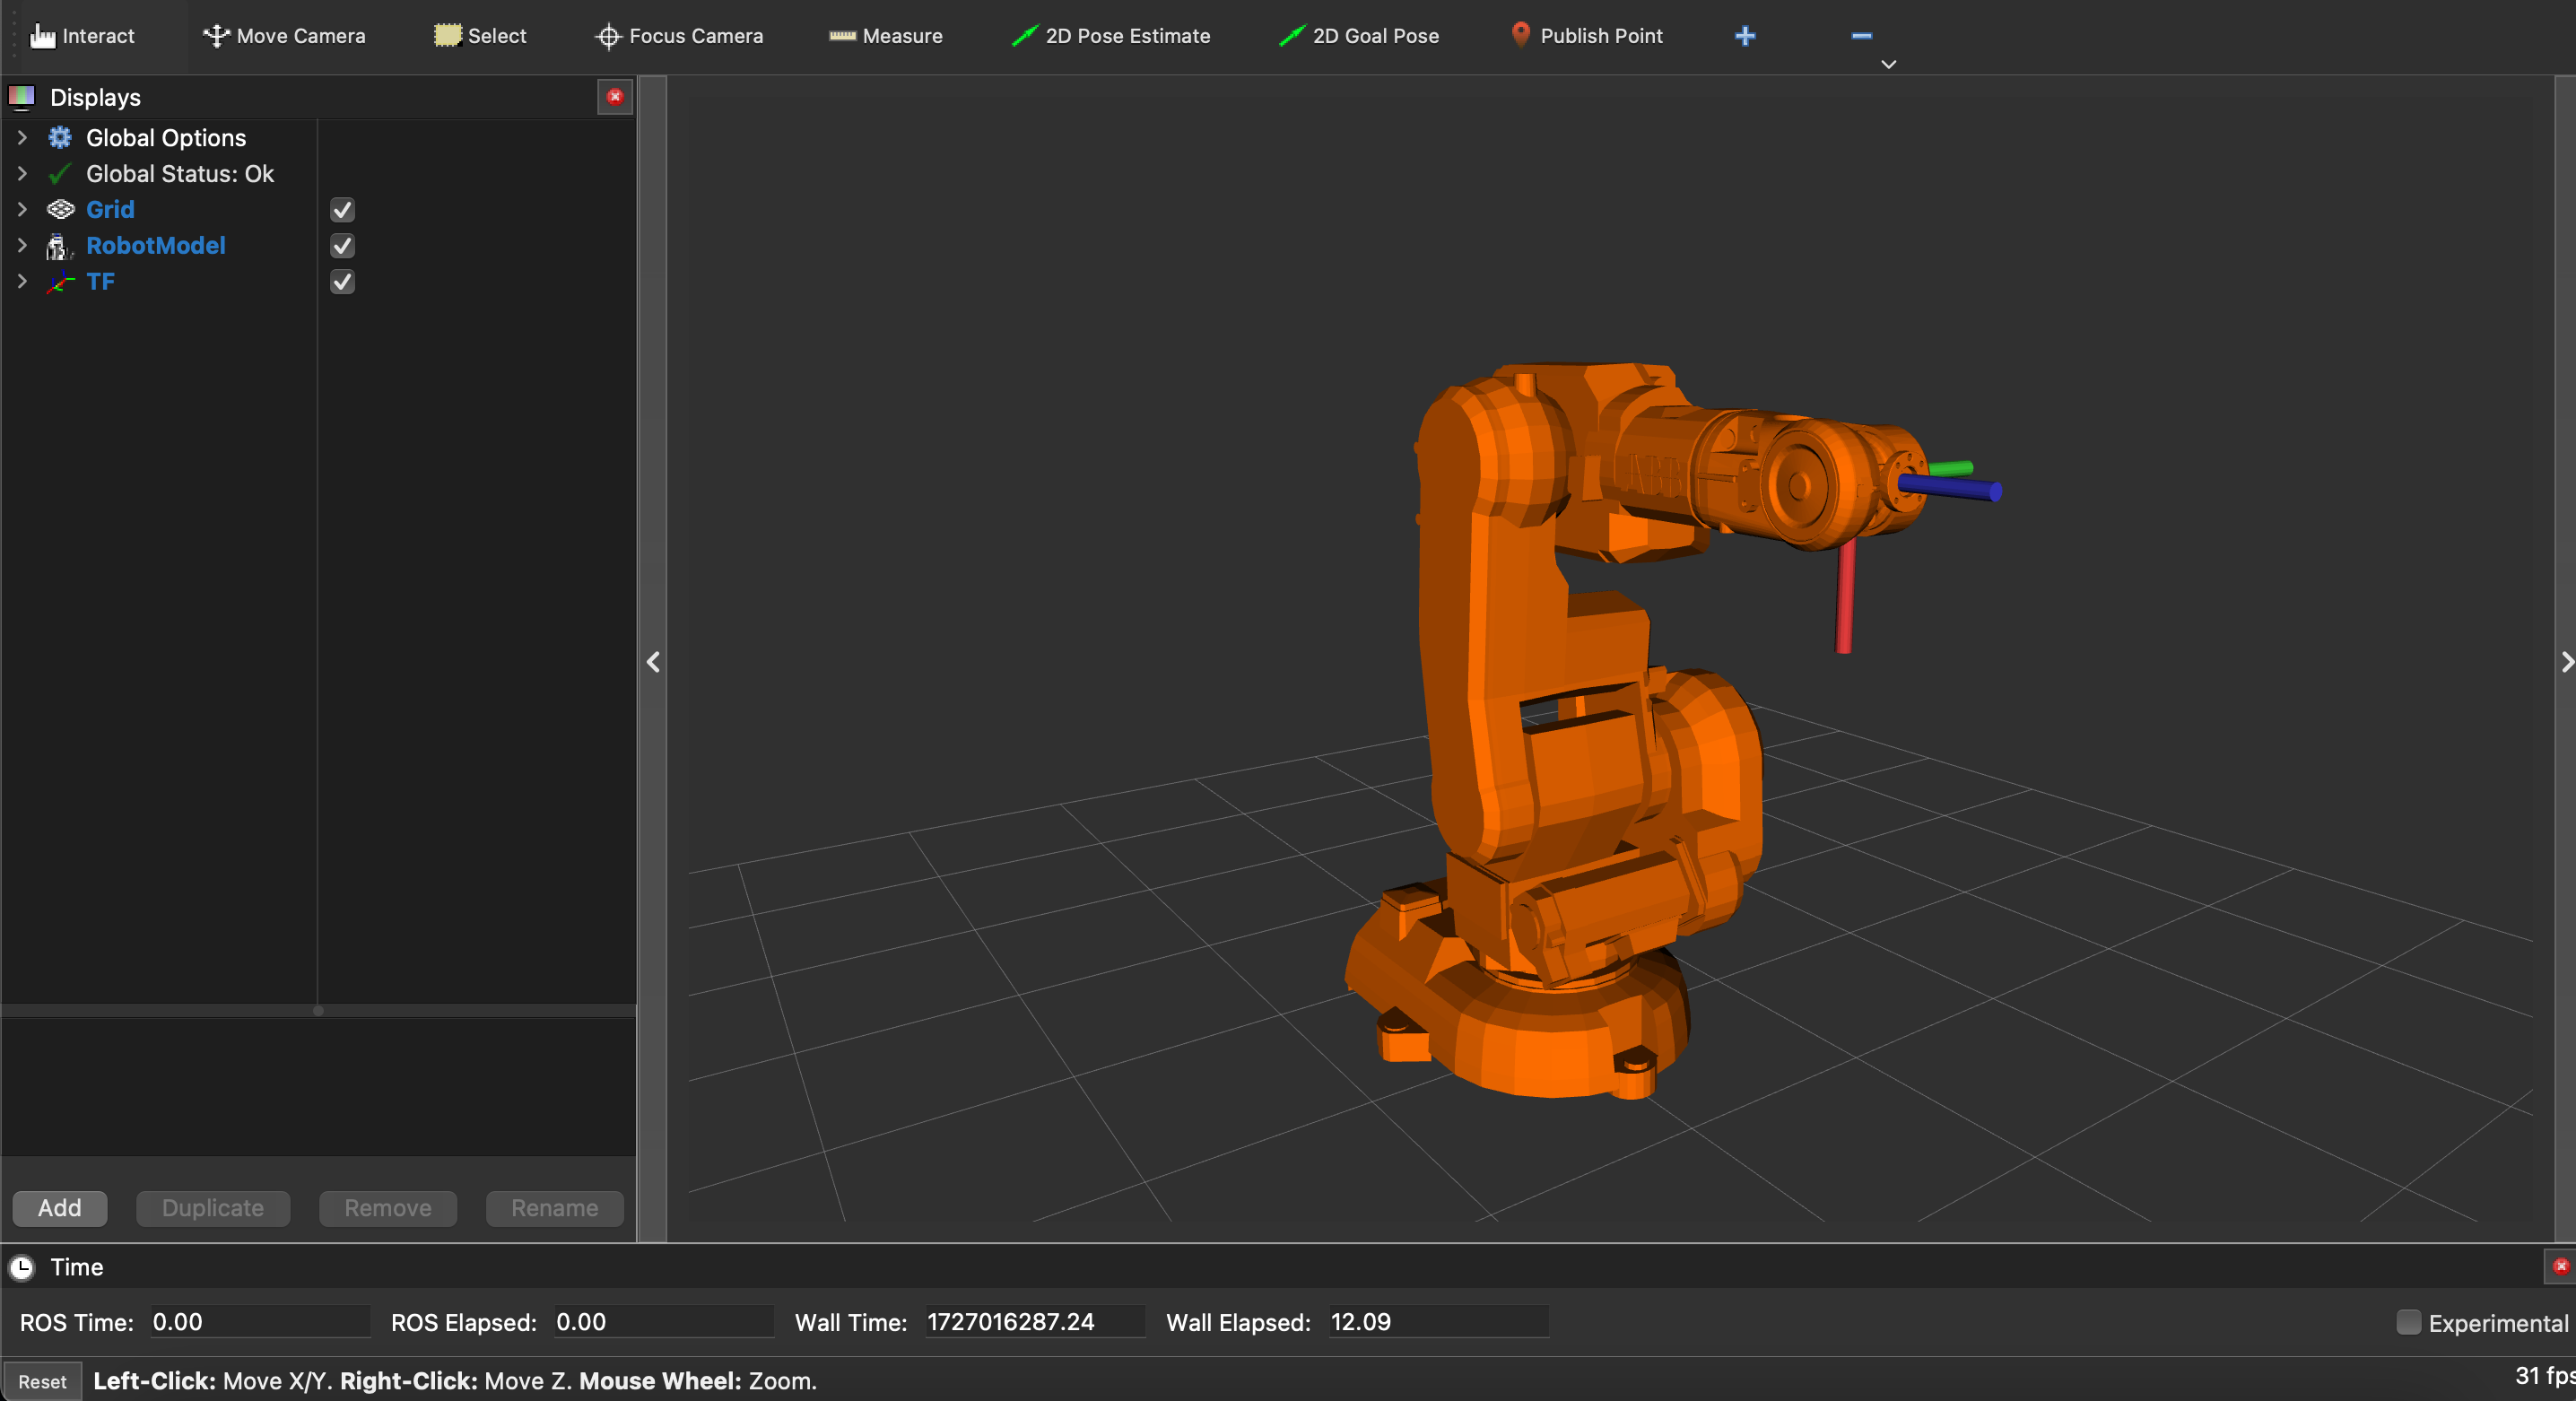 Interact Move Camera Select Focus Camera Measure 2D Pose Estimate 2D Goal Pose Publish Point
Displays
Global Options
Global Status: Ok
Grid
RobotModel
TF
ABB
Add Duplicate Remove Rename
Time
ROS Time: 0.00 ROS Elapsed: 0.00 Wall Time: 1727016287.24 Wall Elapsed: 12.09 Experimental
Reset Left-Click: Move X/Y. Right-Click: Move Z. Mouse Wheel: Zoom. 31 fps